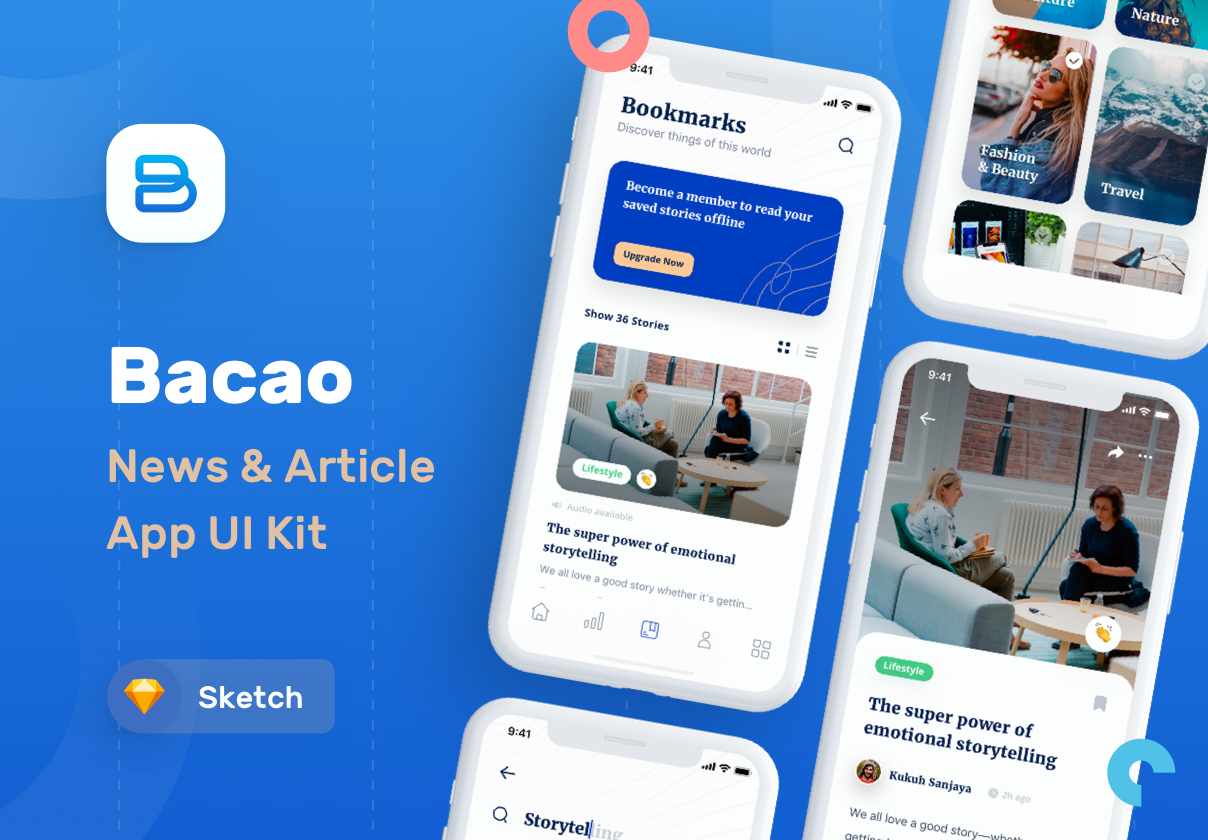 Bacao
News & Article
App UI Kit
Sketch
9:41
Bookmarks
Discover things of this world
Become a member to read your
saved stories offline
Upgrade Now
Show 36 Stories
Lifestyle
Audio available
The super power of emotional
storytelling
We all love a good story whether it's gettin...
9:41
Storytelling
Nature
Fashion
& Beauty
Travel
9:41
Lifestyle
The super power of
emotional storytelling
Kukuh Sanjaya
2h ago
We all love a good story—wheth